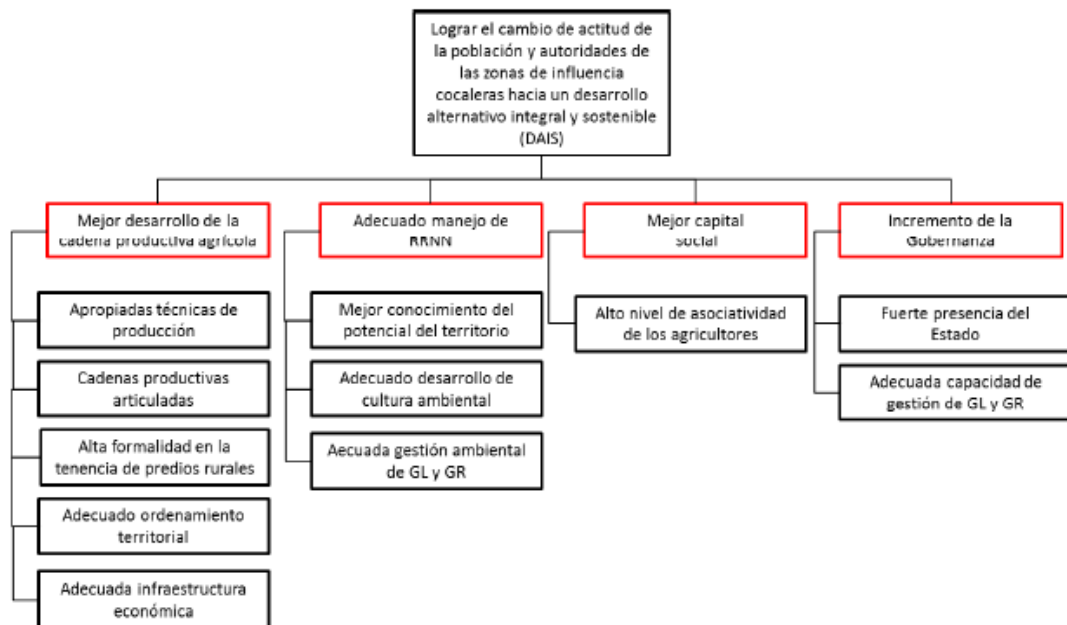 Lograr el cambio de actitud de
la población y autoridades de
las zonas de influencia
cocaleras hacia un desarrollo
alternativo integral y sostenible
(DAIS)
Mejor desarrollo de la
cadena productiva agrícola
Apropiadas técnicas de
producción
Cadenas productivas
articuladas
Alta formalidad en la
tenencia de predios rurales
Adecuado ordenamiento
territorial
Adecuada infraestructura
económica
Adecuado manejo de
RRNN
Mejor conocimiento del
potencial del territorio
Adecuado desarrollo de
cultura ambiental
Aecuada gestión ambiental
de GL y GR
Mejor capital
social
Alto nivel de asociatividad
de los agricultores
Incremento de la
Gobernanza
Fuerte presencia del
Estado
Adecuada capacidad de
gestión de GL y GR